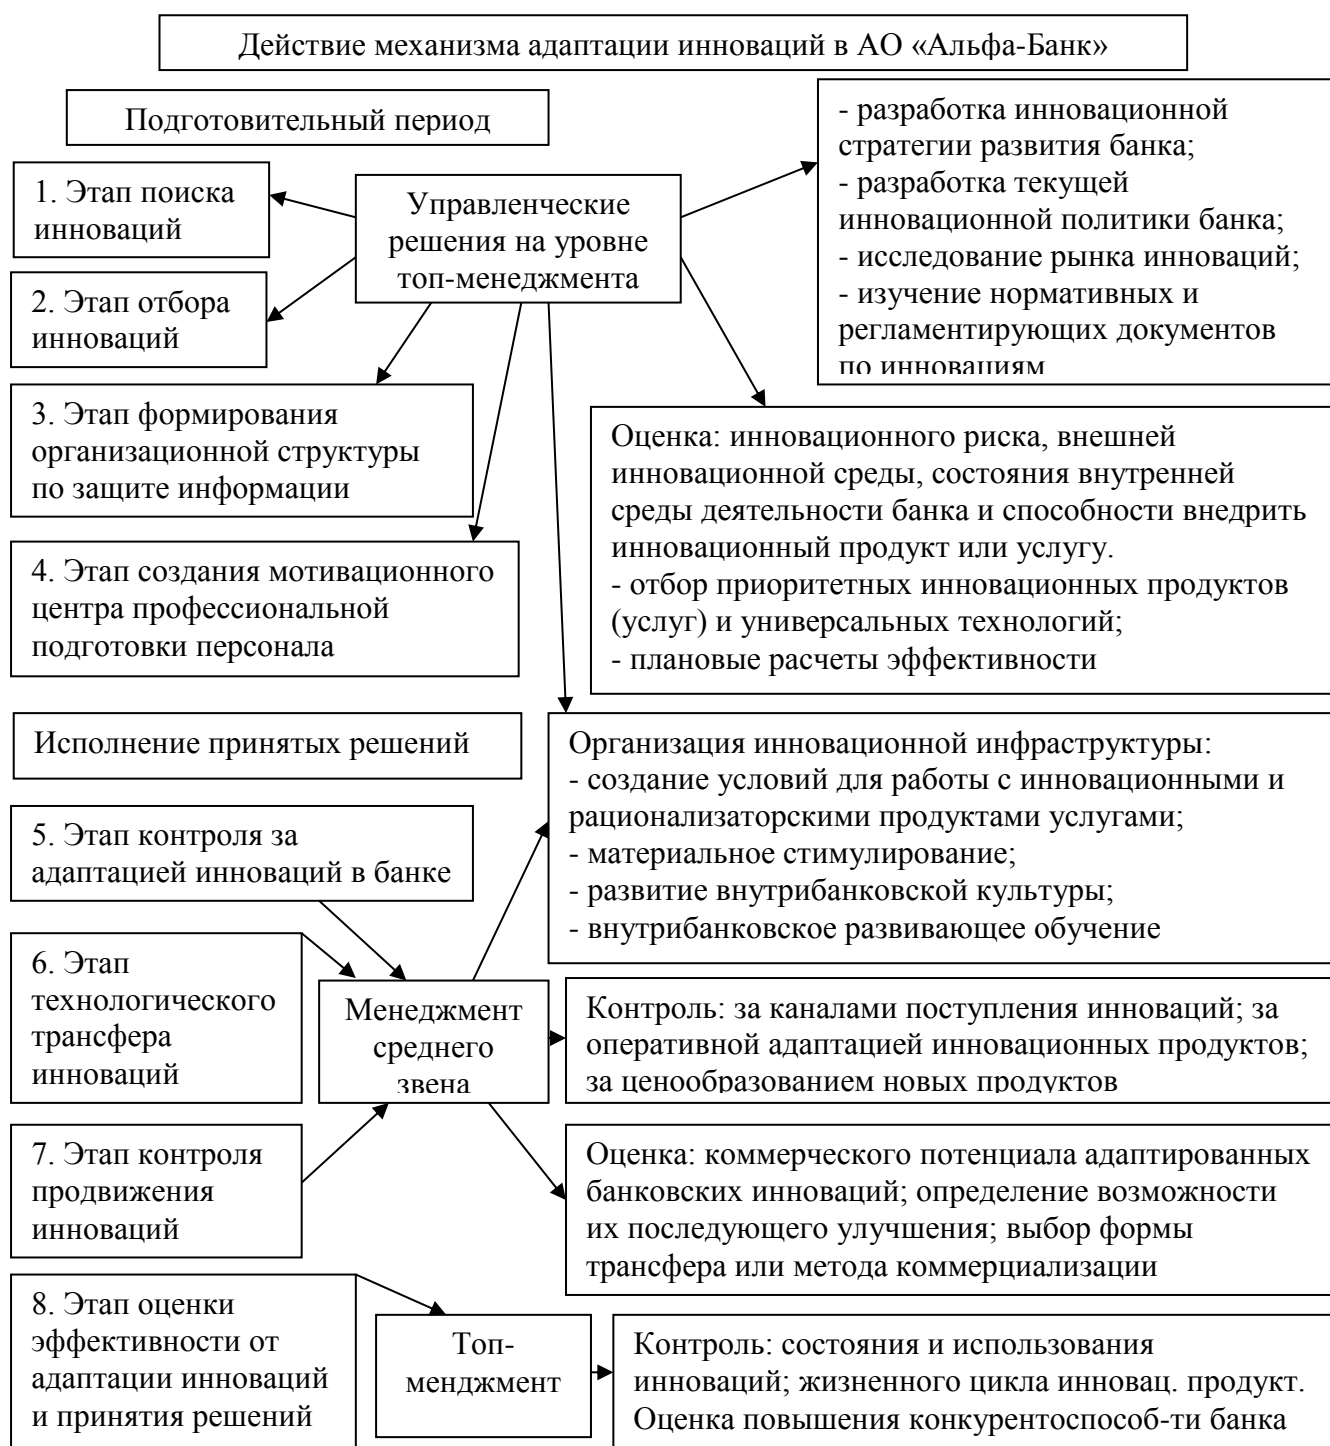 Действие механизма адаптации инноваций в АО «Альфа-Банк»
Подготовительный период
- разработка инновационной
стратегии развития банка;
- разработка текущей
инновационной политики банка;
- исследование рынка инноваций;
- изучение нормативных и
регламентирующих документов
по инновациям
1. Этап поиска
инноваций
Управленческие
решения на уровне
топ-менеджмента
2. Этап отбора
инноваций
3. Этап формирования
организационной структуры
по защите информации
Оценка: инновационного риска, внешней
инновационной среды, состояния внутренней
среды деятельности банка и способности внедрить
инновационный продукт или услугу.
- отбор приоритетных инновационных продуктов
(услуг) и универсальных технологий;
- плановые расчеты эффективности
4. Этап создания мотивационного
центра профессиональной
подготовки персонала
Исполнение принятых решений
Организация инновационной инфраструктуры:
- создание условий для работы с инновационными и
рационализаторскими продуктами услугами;
- материальное стимулирование;
- развитие внутрибанковской культуры;
- внутрибанковское развивающее обучение
5. Этап контроля за
адаптацией инноваций в банке
6. Этап
технологического
трансфера
инноваций
Менеджмент
среднего
звена
Контроль: за каналами поступления инноваций; за
оперативной адаптацией инновационных продуктов;
за ценообразованием новых продуктов
7. Этап контроля
продвижения
инноваций
Оценка: коммерческого потенциала адаптированных
банковских инноваций; определение возможности
их последующего улучшения; выбор формы
трансфера или метода коммерциализации
8. Этап оценки
эффективности от
адаптации инноваций
и принятия решений
Топ-
менджмент
Контроль: состояния и использования
инноваций; жизненного цикла инновац. продукт.
Оценка повышения конкурентоспособ-ти банка